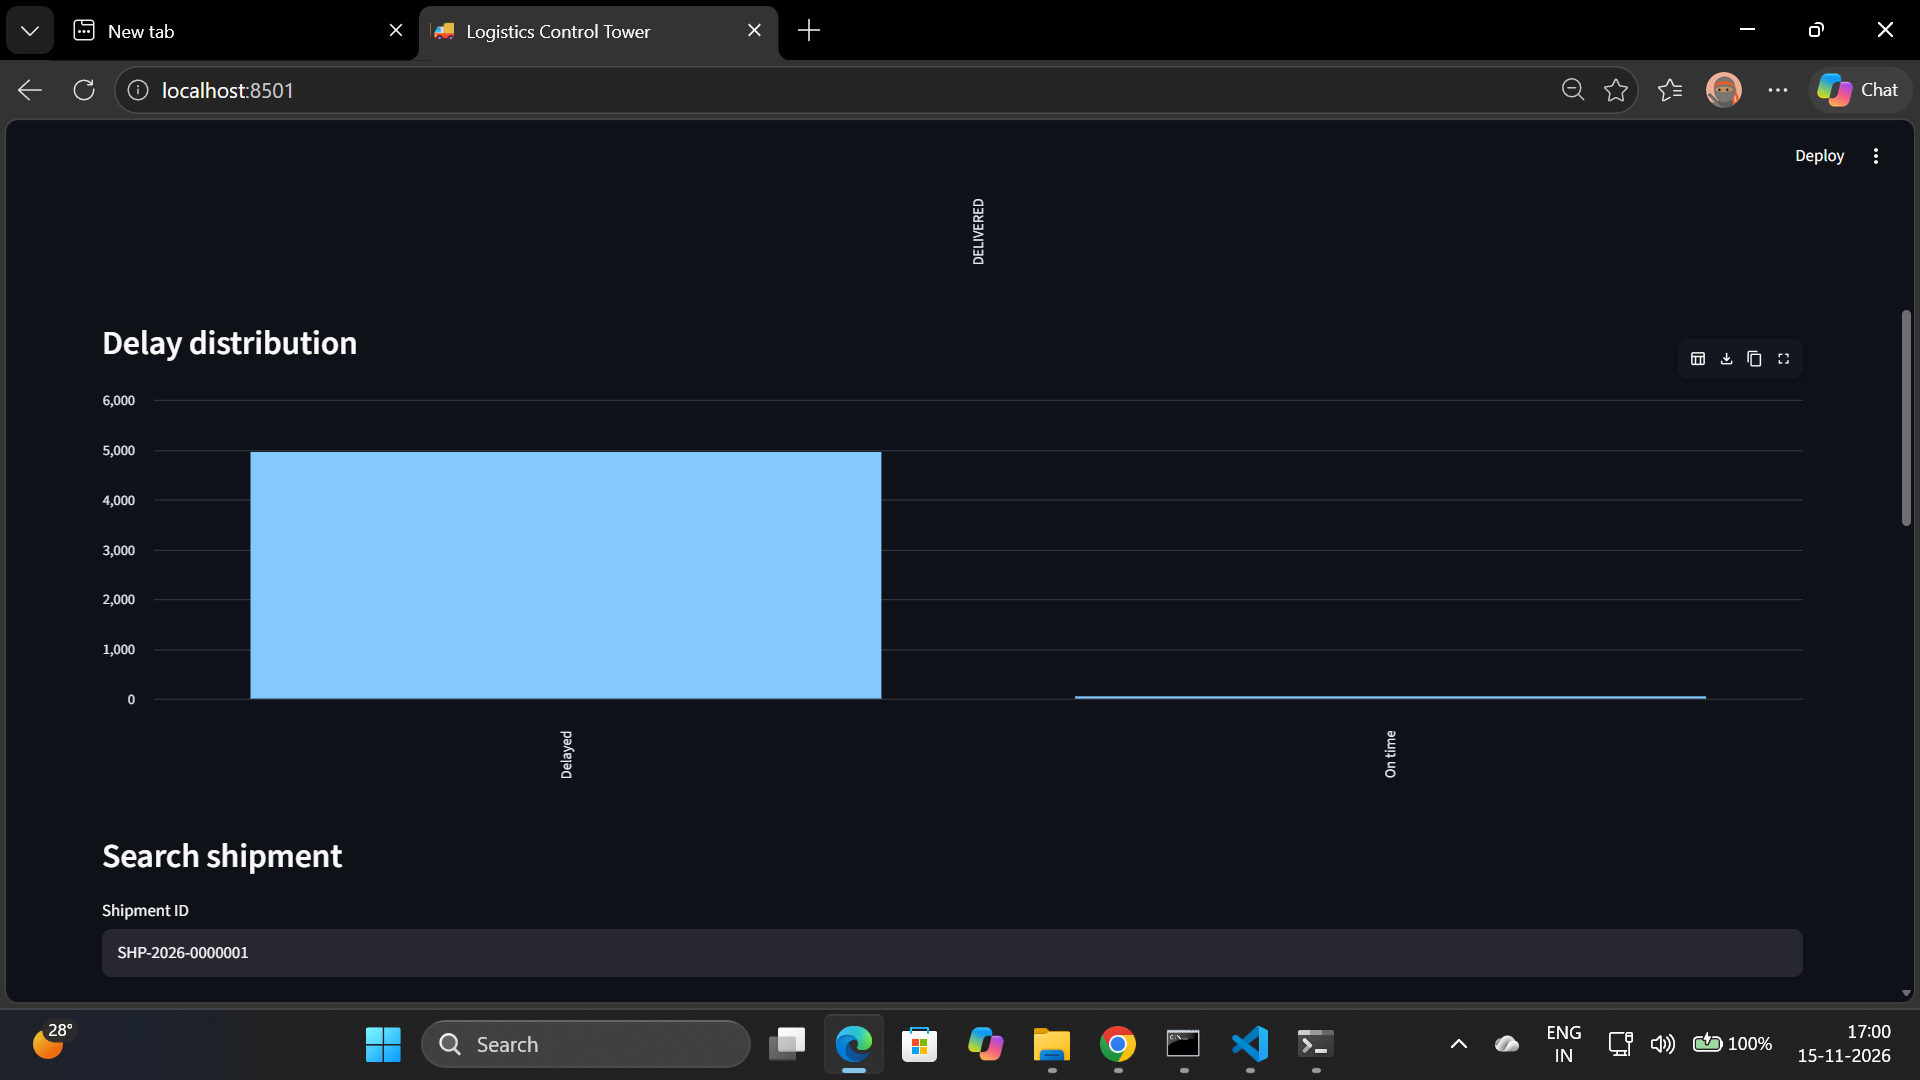 New tab
Logistics Control Tower
localhost:8501
Chat
Deploy
DELIVERED
Delay distribution
6,000
5,000
4,000
3,000
2,000
1,000
0
Delayed
On time
Search shipment
Shipment ID
SHP-2026-0000001
28°
Search
ENG
IN
100%
17:00
15-11-2026